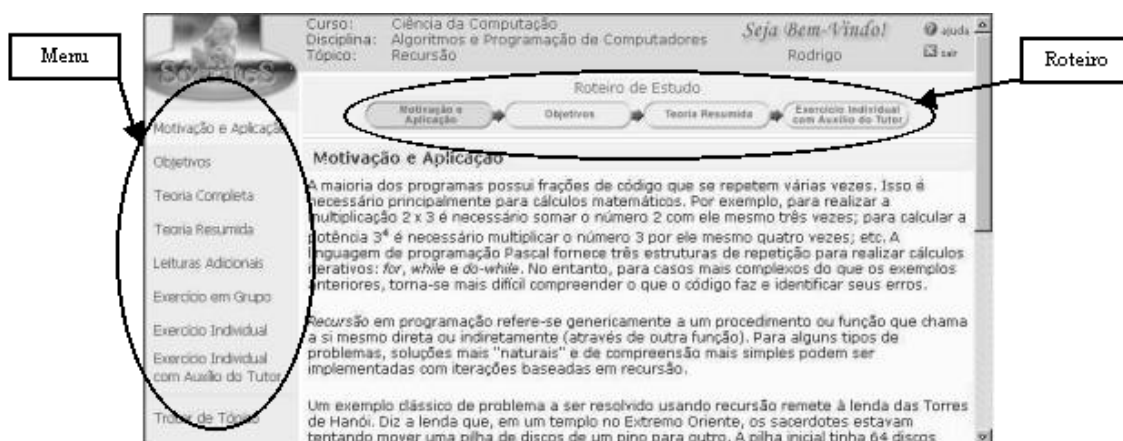 Menu
Roteiro
SOCRATES
Curso: Ciência da Computação
Disciplina: Algoritmos e Programação de Computadores
Tópico: Recursão
Seja Bem-Vindo!
Rodrigo
ajuda
sair
Roteiro de Estudo
Motivação e
Aplicação
Objetivos
Teoria Resumida
Exercício Individual
com Auxílio do Tutor
Motivação e Aplicação
Objetivos
Teoria Completa
Teoria Resumida
Leituras Adicionais
Exercício em Grupo
Exercício Individual
Exercício Individual
com Auxílio do Tutor
Trocar de Tópico
Motivação e Aplicação
A maioria dos programas possui frações de código que se repetem várias vezes. Isso é
necessário principalmente para cálculos matemáticos. Por exemplo, para realizar a
multiplicação 2 x 3 é necessário somar o número 2 com ele mesmo três vezes; para calcular a
potência 3⁴ é necessário multiplicar o número 3 por ele mesmo quatro vezes; etc. A
linguagem de programação Pascal fornece três estruturas de repetição para realizar cálculos
iterativos: for, while e do-while. No entanto, para casos mais complexos do que os exemplos
anteriores, torna-se mais difícil compreender o que o código faz e identificar seus erros.
Recursão em programação refere-se genericamente a um procedimento ou função que chama
a si mesmo direta ou indiretamente (através de outra função). Para alguns tipos de
problemas, soluções mais "naturais" e de compreensão mais simples podem ser
implementadas com iterações baseadas em recursão.
Um exemplo clássico de problema a ser resolvido usando recursão remete à lenda das Torres
de Hanói. Diz a lenda que, em um templo no Extremo Oriente, os sacerdotes estavam
tentando mover uma pilha de discos de um pino para outro. A pilha inicial tinha 64 discos